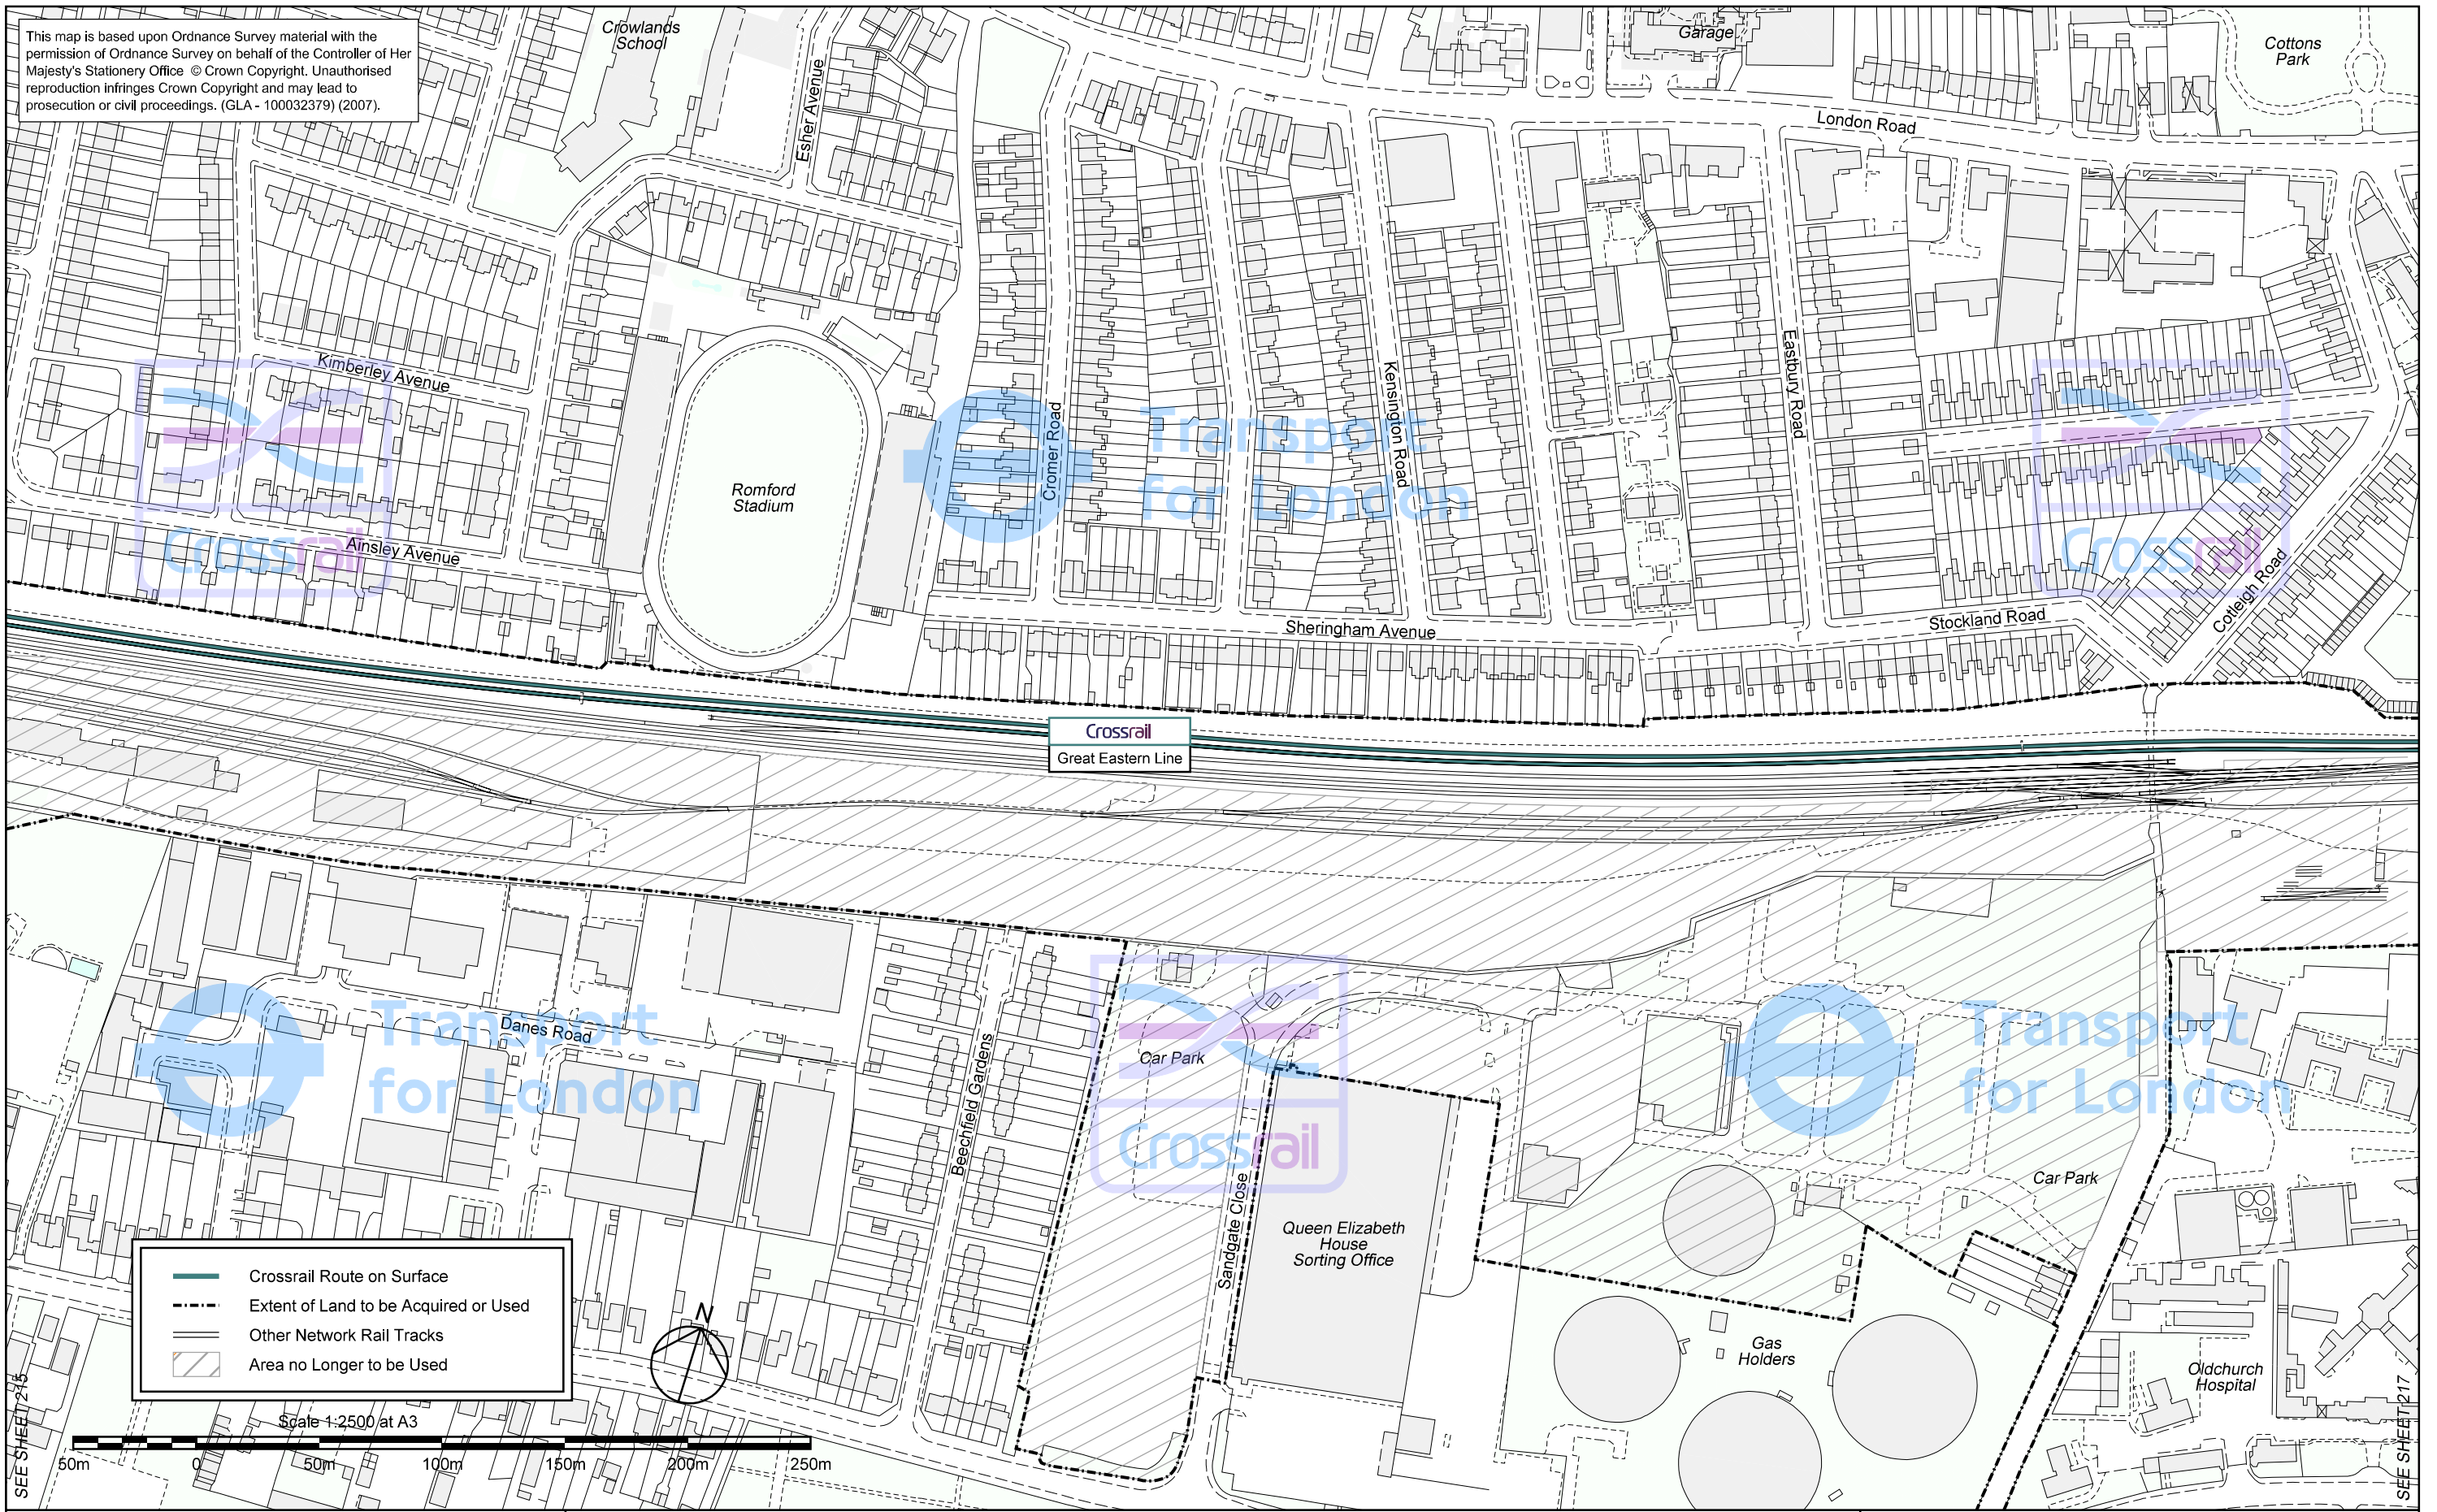 This map is based upon Ordnance Survey material with the
permission of Ordnance Survey on behalf of the Controller of Her
Majesty's Stationery Office © Crown Copyright. Unauthorised
reproduction infringes Crown Copyright and may lead to
prosecution or civil proceedings. (GLA - 100032379) (2007).
Crowlands
School
Esher Avenue
Garage
Cottons
Park
London Road
Kimberley Avenue
Romford
Stadium
Cromer Road
Kensington Road
Eastbury Road
Transport
for London
Crossrail
Crossrail
Ainsley Avenue
Sheringham Avenue
Stockland Road
Cotleigh Road
Crossrail
Great Eastern Line
Danes Road
Transport
for London
Beechfield Gardens
Car Park
Crossrail
Sandgate Close
Queen Elizabeth
House
Sorting Office
Transport
for London
Car Park
Gas
Holders
Oldchurch
Hospital
Crossrail Route on Surface
Extent of Land to be Acquired or Used
Other Network Rail Tracks
Area no Longer to be Used
N
Scale 1:2500 at A3
50m 0 50m 100m 150m 200m 250m
SEE SHEET 215
SEE SHEET 217